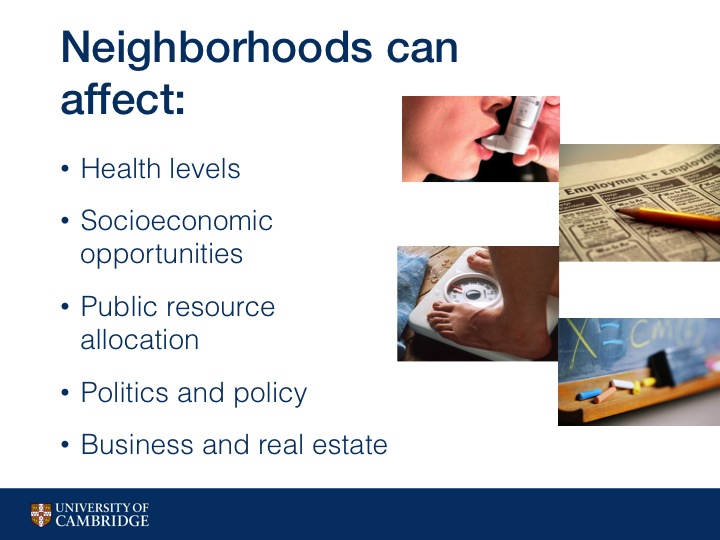 Neighborhoods can
affect:
• Health levels
• Socioeconomic
opportunities
• Public resource
allocation
• Politics and policy
• Business and real estate
Employment • Employme
UNIVERSITY OF
CAMBRIDGE